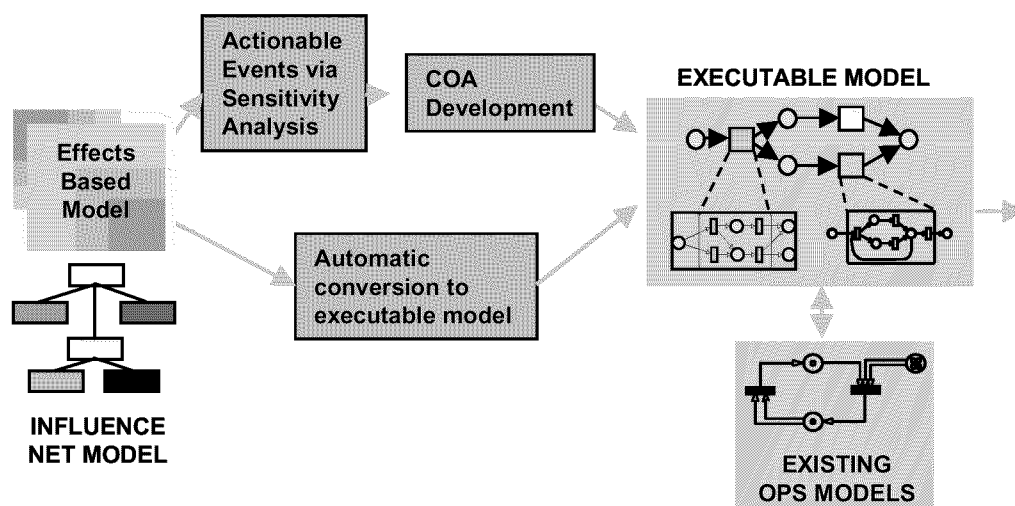 Actionable
Events via
Sensitivity
Analysis
COA
Development
EXECUTABLE MODEL
Effects
Based
Model
Automatic
conversion to
executable model
INFLUENCE
NET MODEL
EXISTING
OPS MODELS